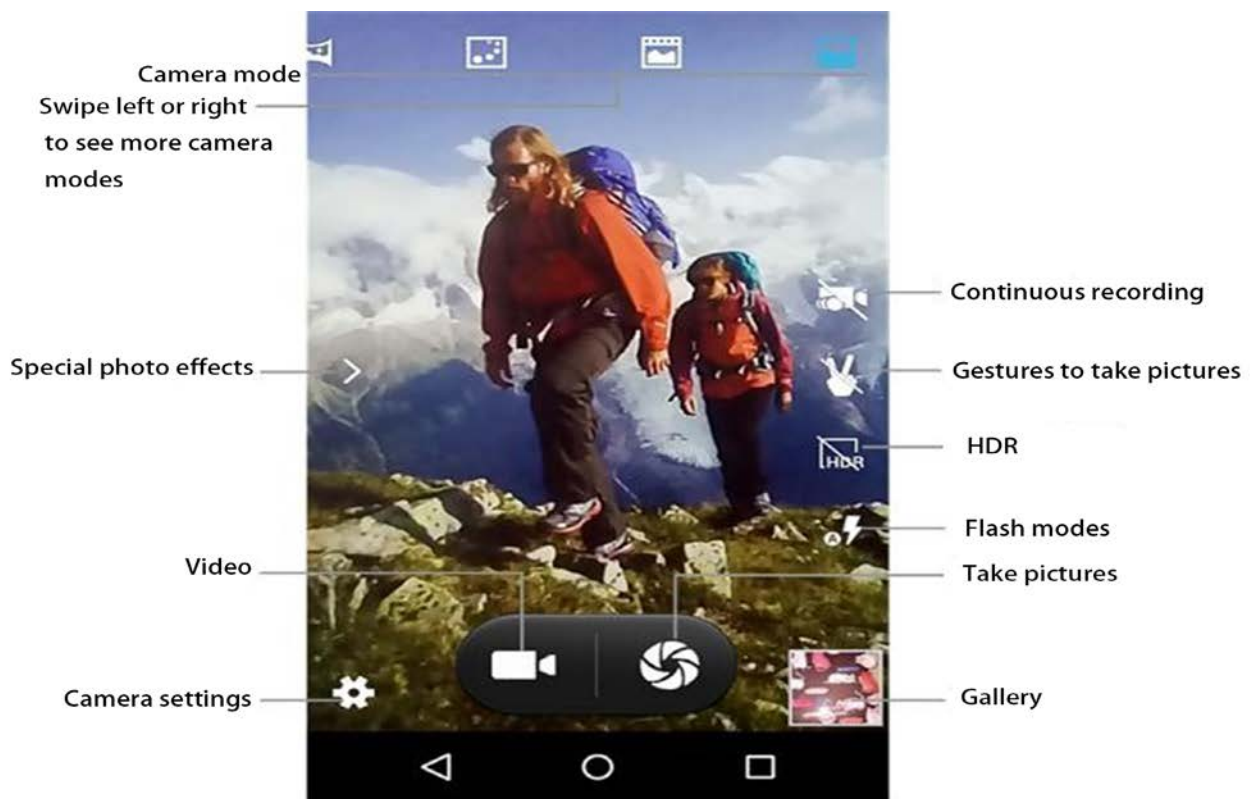 Camera mode
Swipe left or right
to see more camera
modes
Continuous recording
Special photo effects
Gestures to take pictures
HDR
HDR
Flash modes
A
Video
Take pictures
Camera settings
Gallery